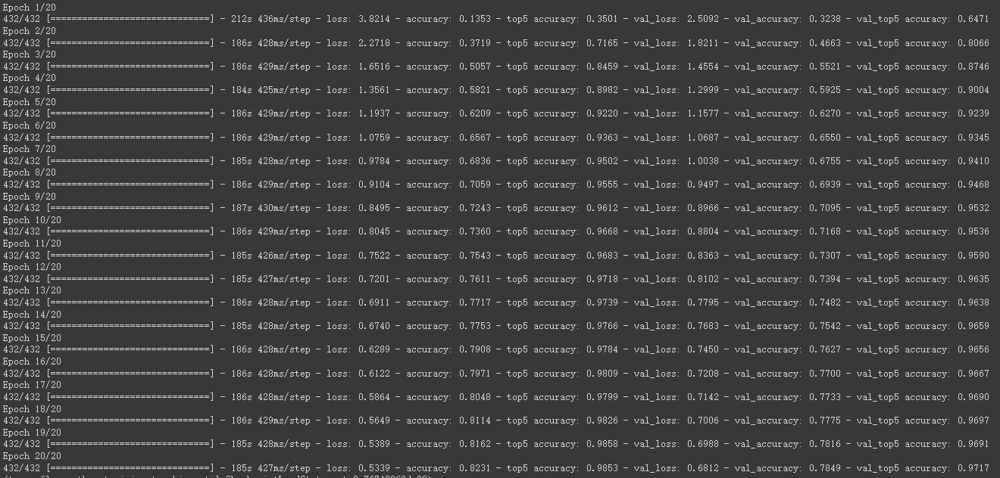 Epoch 1/20
432/432 [==============================] - 212s 436ms/step - loss: 3.8214 - accuracy: 0.1353 - top5 accuracy: 0.3501 - val_loss: 2.5092 - val_accuracy: 0.3238 - val_top5 accuracy: 0.6471
Epoch 2/20
432/432 [==============================] - 186s 428ms/step - loss: 2.2718 - accuracy: 0.3719 - top5 accuracy: 0.7165 - val_loss: 1.8211 - val_accuracy: 0.4663 - val_top5 accuracy: 0.8066
Epoch 3/20
432/432 [==============================] - 186s 429ms/step - loss: 1.6516 - accuracy: 0.5057 - top5 accuracy: 0.8459 - val_loss: 1.4554 - val_accuracy: 0.5521 - val_top5 accuracy: 0.8746
Epoch 4/20
432/432 [==============================] - 184s 425ms/step - loss: 1.3561 - accuracy: 0.5821 - top5 accuracy: 0.8982 - val_loss: 1.2999 - val_accuracy: 0.5925 - val_top5 accuracy: 0.9004
Epoch 5/20
432/432 [==============================] - 186s 429ms/step - loss: 1.1937 - accuracy: 0.6209 - top5 accuracy: 0.9220 - val_loss: 1.1577 - val_accuracy: 0.6270 - val_top5 accuracy: 0.9239
Epoch 6/20
432/432 [==============================] - 186s 429ms/step - loss: 1.0759 - accuracy: 0.6567 - top5 accuracy: 0.9363 - val_loss: 1.0687 - val_accuracy: 0.6550 - val_top5 accuracy: 0.9345
Epoch 7/20
432/432 [==============================] - 185s 428ms/step - loss: 0.9784 - accuracy: 0.6836 - top5 accuracy: 0.9502 - val_loss: 1.0038 - val_accuracy: 0.6755 - val_top5 accuracy: 0.9410
Epoch 8/20
432/432 [==============================] - 186s 429ms/step - loss: 0.9104 - accuracy: 0.7059 - top5 accuracy: 0.9555 - val_loss: 0.9497 - val_accuracy: 0.6939 - val_top5 accuracy: 0.9468
Epoch 9/20
432/432 [==============================] - 187s 430ms/step - loss: 0.8495 - accuracy: 0.7243 - top5 accuracy: 0.9612 - val_loss: 0.8966 - val_accuracy: 0.7095 - val_top5 accuracy: 0.9532
Epoch 10/20
432/432 [==============================] - 186s 429ms/step - loss: 0.8045 - accuracy: 0.7360 - top5 accuracy: 0.9668 - val_loss: 0.8804 - val_accuracy: 0.7168 - val_top5 accuracy: 0.9536
Epoch 11/20
432/432 [==============================] - 185s 426ms/step - loss: 0.7522 - accuracy: 0.7543 - top5 accuracy: 0.9683 - val_loss: 0.8363 - val_accuracy: 0.7307 - val_top5 accuracy: 0.9590
Epoch 12/20
432/432 [==============================] - 185s 427ms/step - loss: 0.7201 - accuracy: 0.7611 - top5 accuracy: 0.9718 - val_loss: 0.8102 - val_accuracy: 0.7394 - val_top5 accuracy: 0.9635
Epoch 13/20
432/432 [==============================] - 186s 428ms/step - loss: 0.6911 - accuracy: 0.7717 - top5 accuracy: 0.9739 - val_loss: 0.7795 - val_accuracy: 0.7482 - val_top5 accuracy: 0.9638
Epoch 14/20
432/432 [==============================] - 185s 428ms/step - loss: 0.6740 - accuracy: 0.7753 - top5 accuracy: 0.9766 - val_loss: 0.7683 - val_accuracy: 0.7542 - val_top5 accuracy: 0.9659
Epoch 15/20
432/432 [==============================] - 186s 428ms/step - loss: 0.6289 - accuracy: 0.7908 - top5 accuracy: 0.9784 - val_loss: 0.7450 - val_accuracy: 0.7627 - val_top5 accuracy: 0.9656
Epoch 16/20
432/432 [==============================] - 186s 428ms/step - loss: 0.6122 - accuracy: 0.7971 - top5 accuracy: 0.9809 - val_loss: 0.7208 - val_accuracy: 0.7700 - val_top5 accuracy: 0.9667
Epoch 17/20
432/432 [==============================] - 186s 428ms/step - loss: 0.5864 - accuracy: 0.8048 - top5 accuracy: 0.9799 - val_loss: 0.7142 - val_accuracy: 0.7733 - val_top5 accuracy: 0.9690
Epoch 18/20
432/432 [==============================] - 186s 429ms/step - loss: 0.5649 - accuracy: 0.8114 - top5 accuracy: 0.9826 - val_loss: 0.7006 - val_accuracy: 0.7775 - val_top5 accuracy: 0.9697
Epoch 19/20
432/432 [==============================] - 185s 428ms/step - loss: 0.5389 - accuracy: 0.8162 - top5 accuracy: 0.9858 - val_loss: 0.6988 - val_accuracy: 0.7816 - val_top5 accuracy: 0.9691
Epoch 20/20
432/432 [==============================] - 185s 427ms/step - loss: 0.5339 - accuracy: 0.8231 - top5 accuracy: 0.9853 - val_loss: 0.6812 - val_accuracy: 0.7849 - val_top5 accuracy: 0.9717